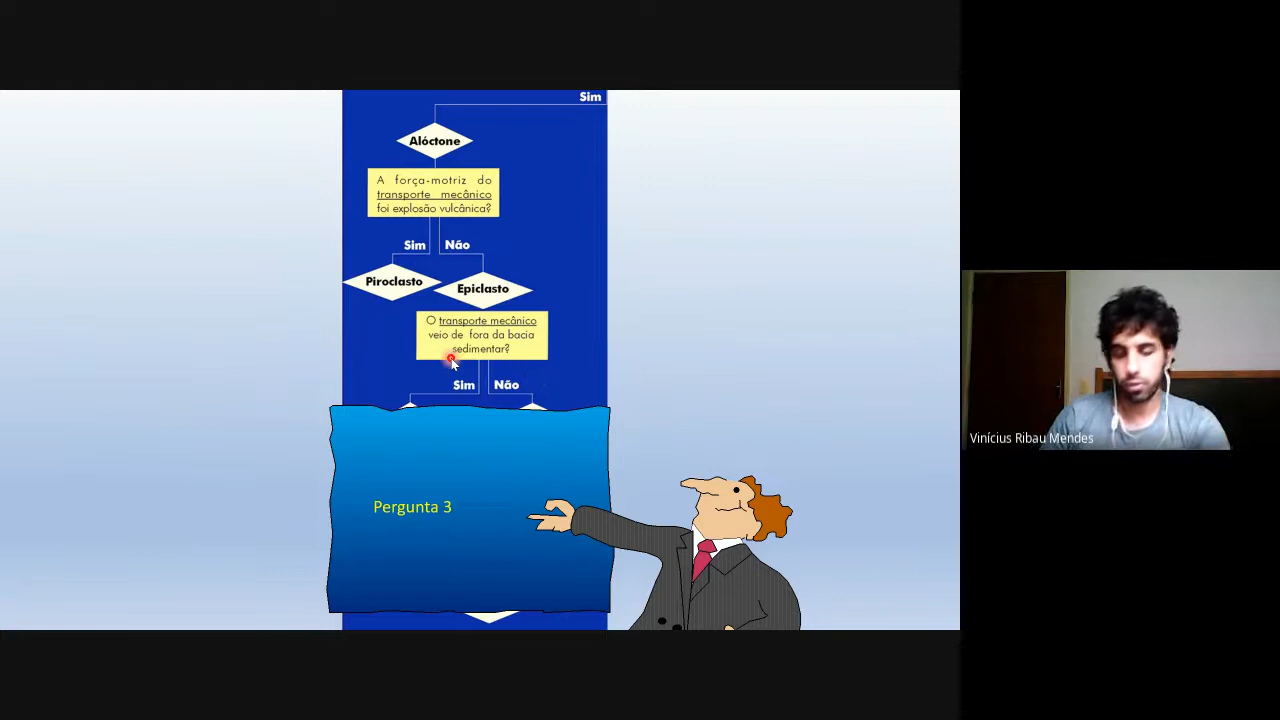 Sim
Alóctone
A força-motriz do
transporte mecânico
foi explosão vulcânica?
Sim
Não
Piroclasto
Epiclasto
O transporte mecânico
veio de fora da bacia
sedimentar?
Sim
Não
Pergunta 3
Vinícius Ribau Mendes